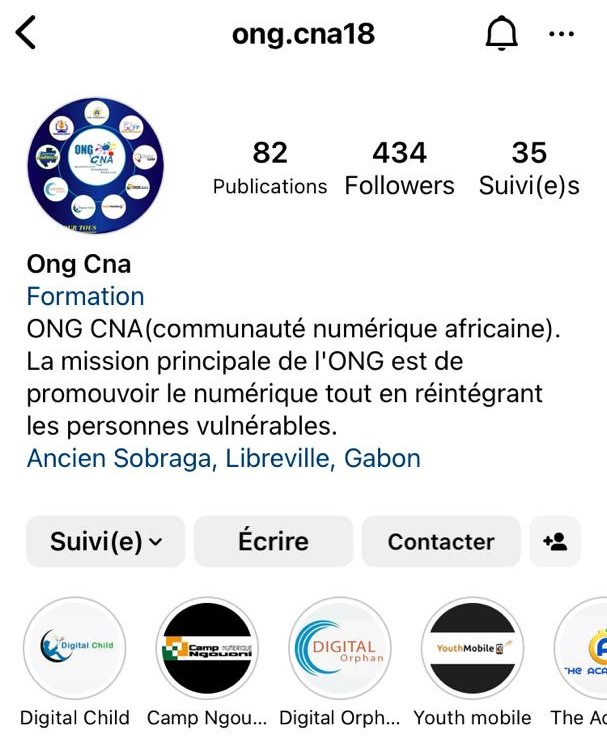 ong.cna18
82
434
35
Publications
Followers
Suivi(e)s
ONG
CNA
Ong Cna
Formation
ONG CNA(communauté numérique africaine).
La mission principale de l'ONG est de
promouvoir le numérique tout en réintégrant
les personnes vulnérables.
Ancien Sobraga, Libreville, Gabon
Suivi(e)
Écrire
Contacter
Digital Child
Camp NUMERIQUE
Ngouoni
DIGITAL
Orphan
YouthMobile
THE ACA
Digital Child
Camp Ngou...
Digital Orph...
Youth mobile
The Ac